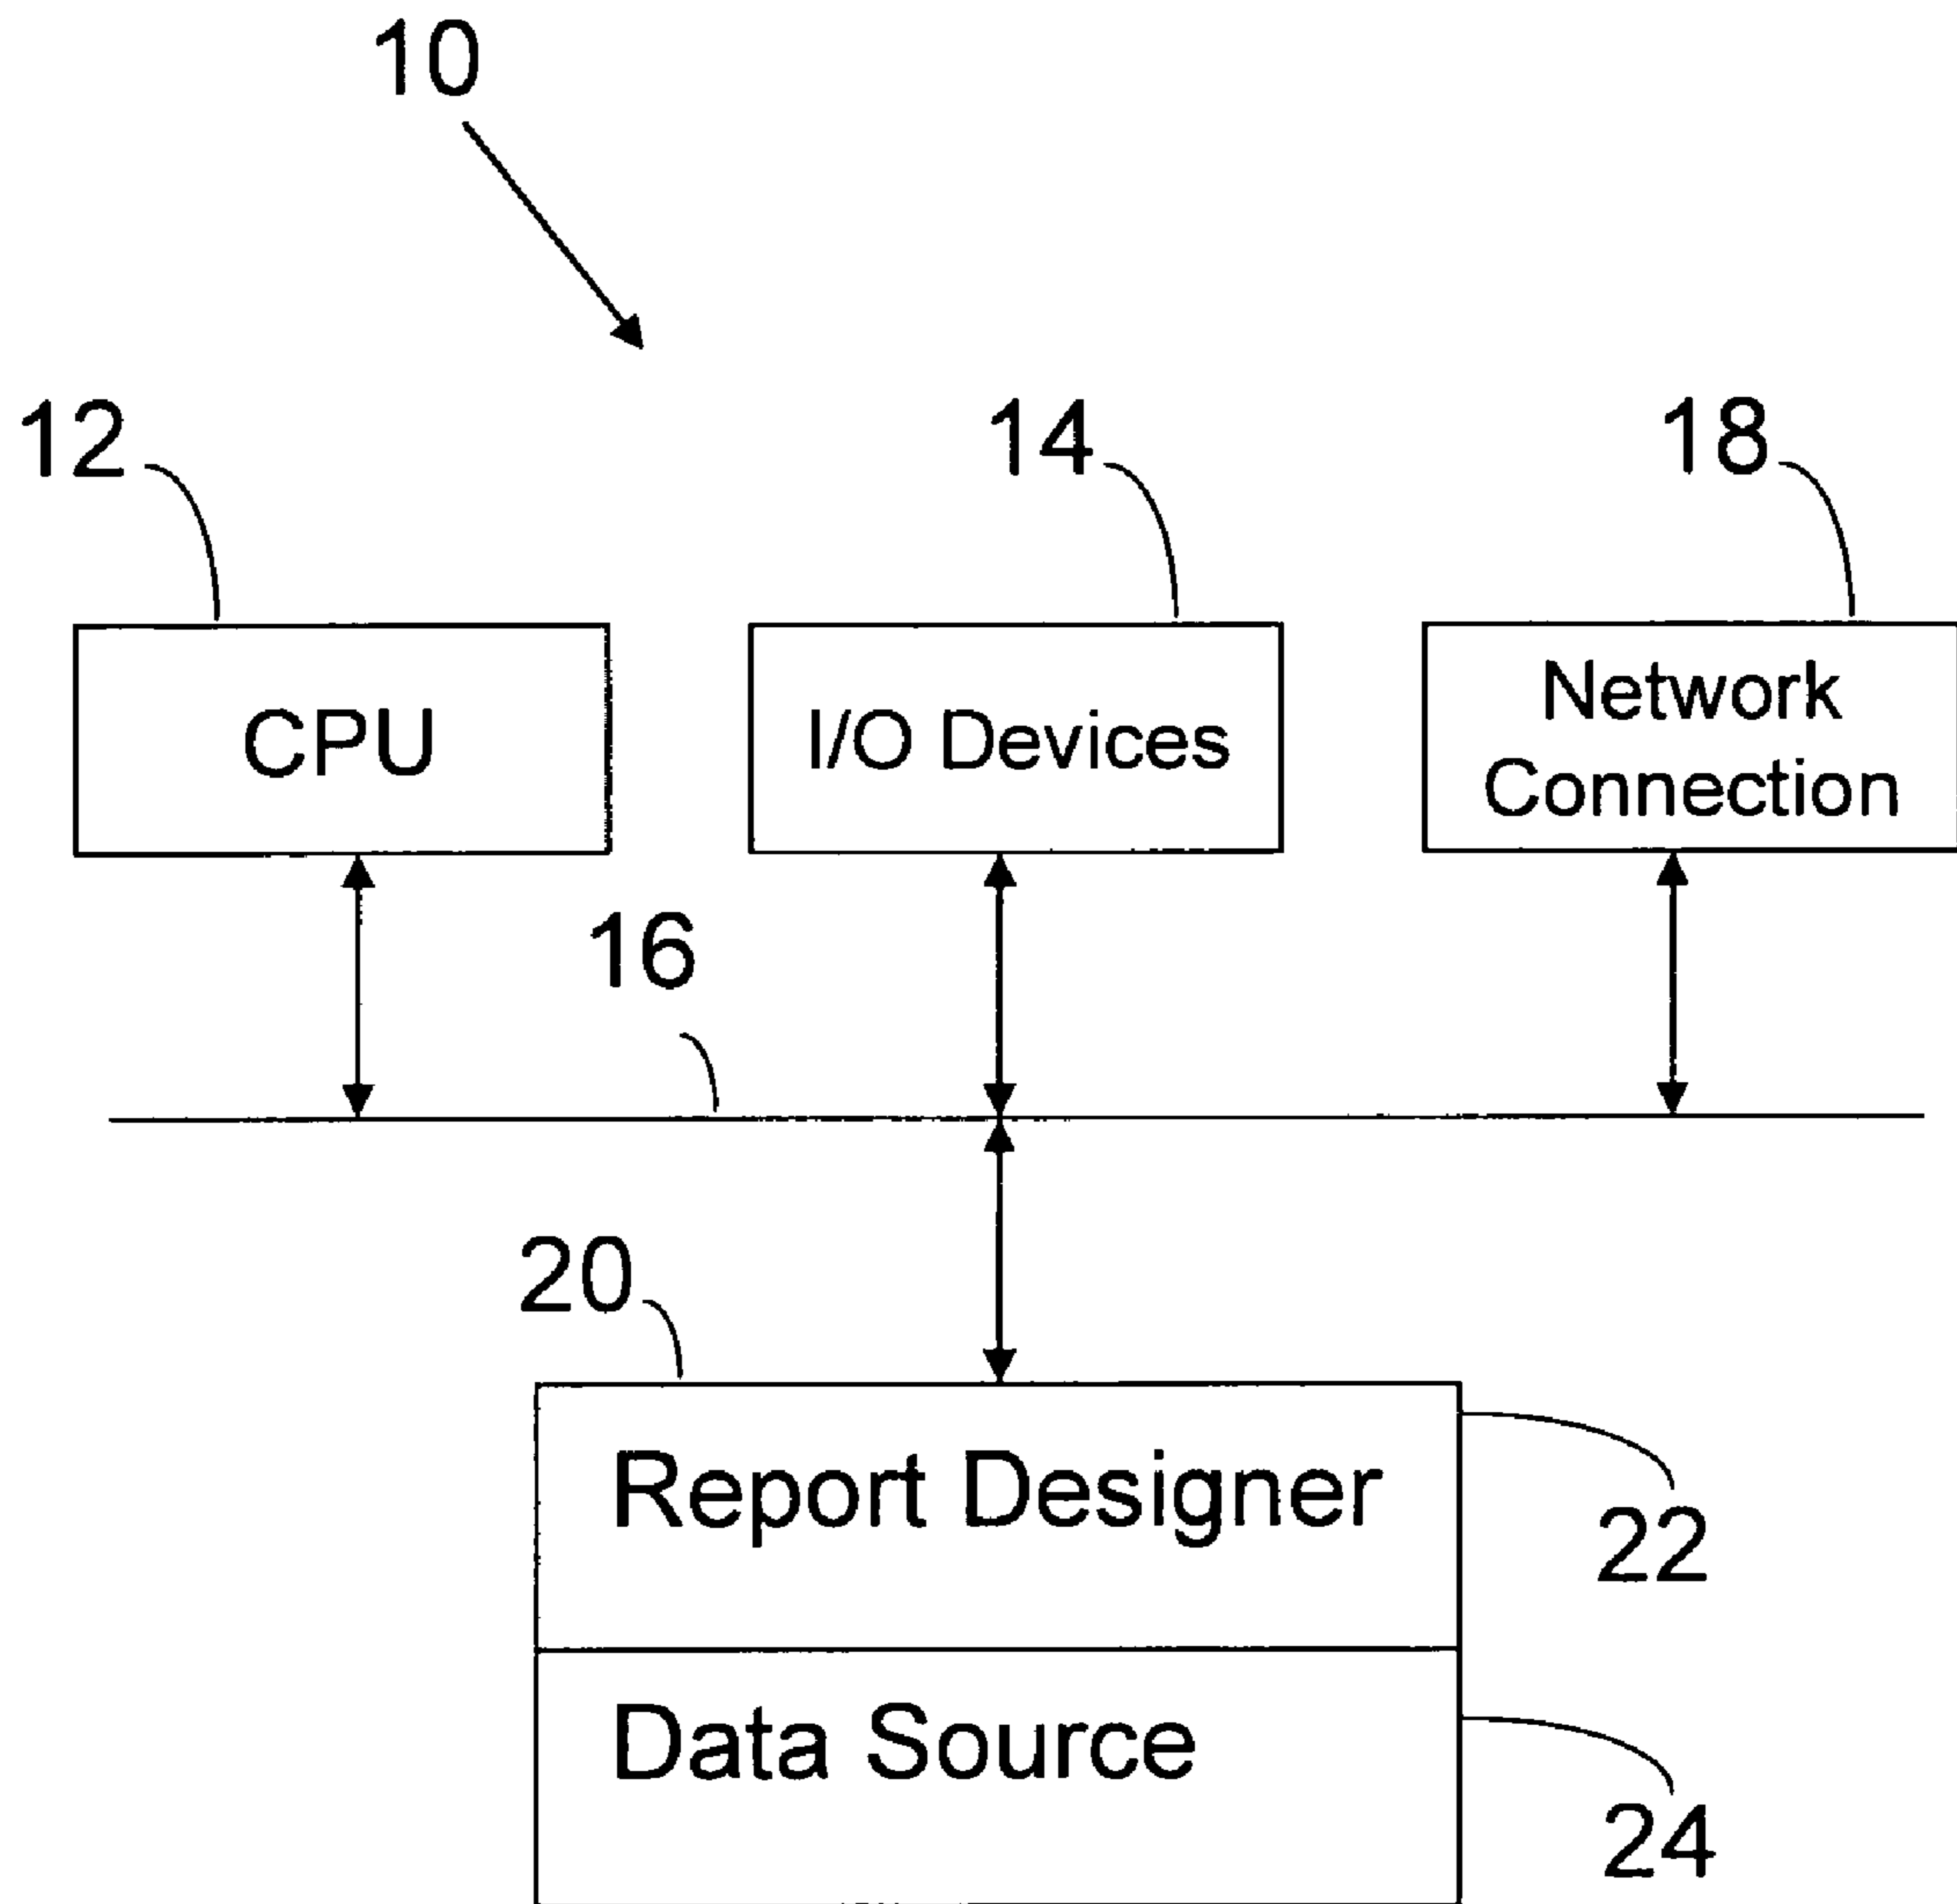 10
12
14
18
CPU
I/O Devices
Network
Connection
16
20
Report Designer
22
Data Source
24